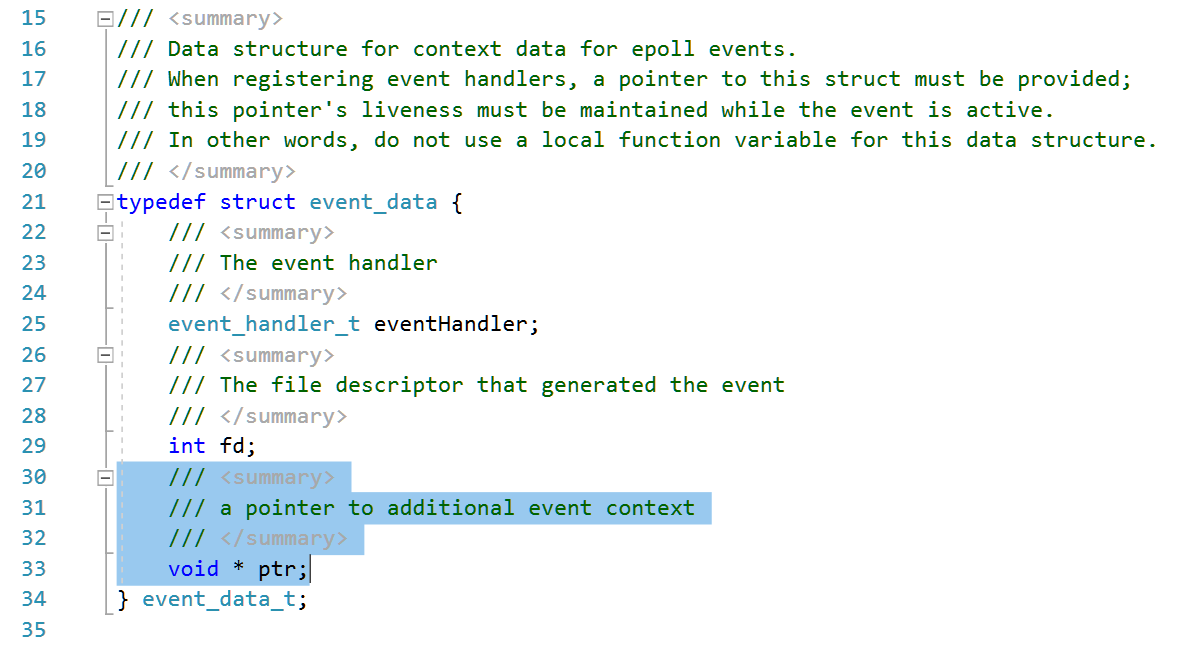 15 /// <summary>
16 /// Data structure for context data for epoll events.
17 /// When registering event handlers, a pointer to this struct must be provided;
18 /// this pointer's liveness must be maintained while the event is active.
19 /// In other words, do not use a local function variable for this data structure.
20 /// </summary>
21 typedef struct event_data {
22 /// <summary>
23 /// The event handler
24 /// </summary>
25 event_handler_t eventHandler;
26 /// <summary>
27 /// The file descriptor that generated the event
28 /// </summary>
29 int fd;
30 /// <summary>
31 /// a pointer to additional event context
32 /// </summary>
33 void * ptr;
34 } event_data_t;
35